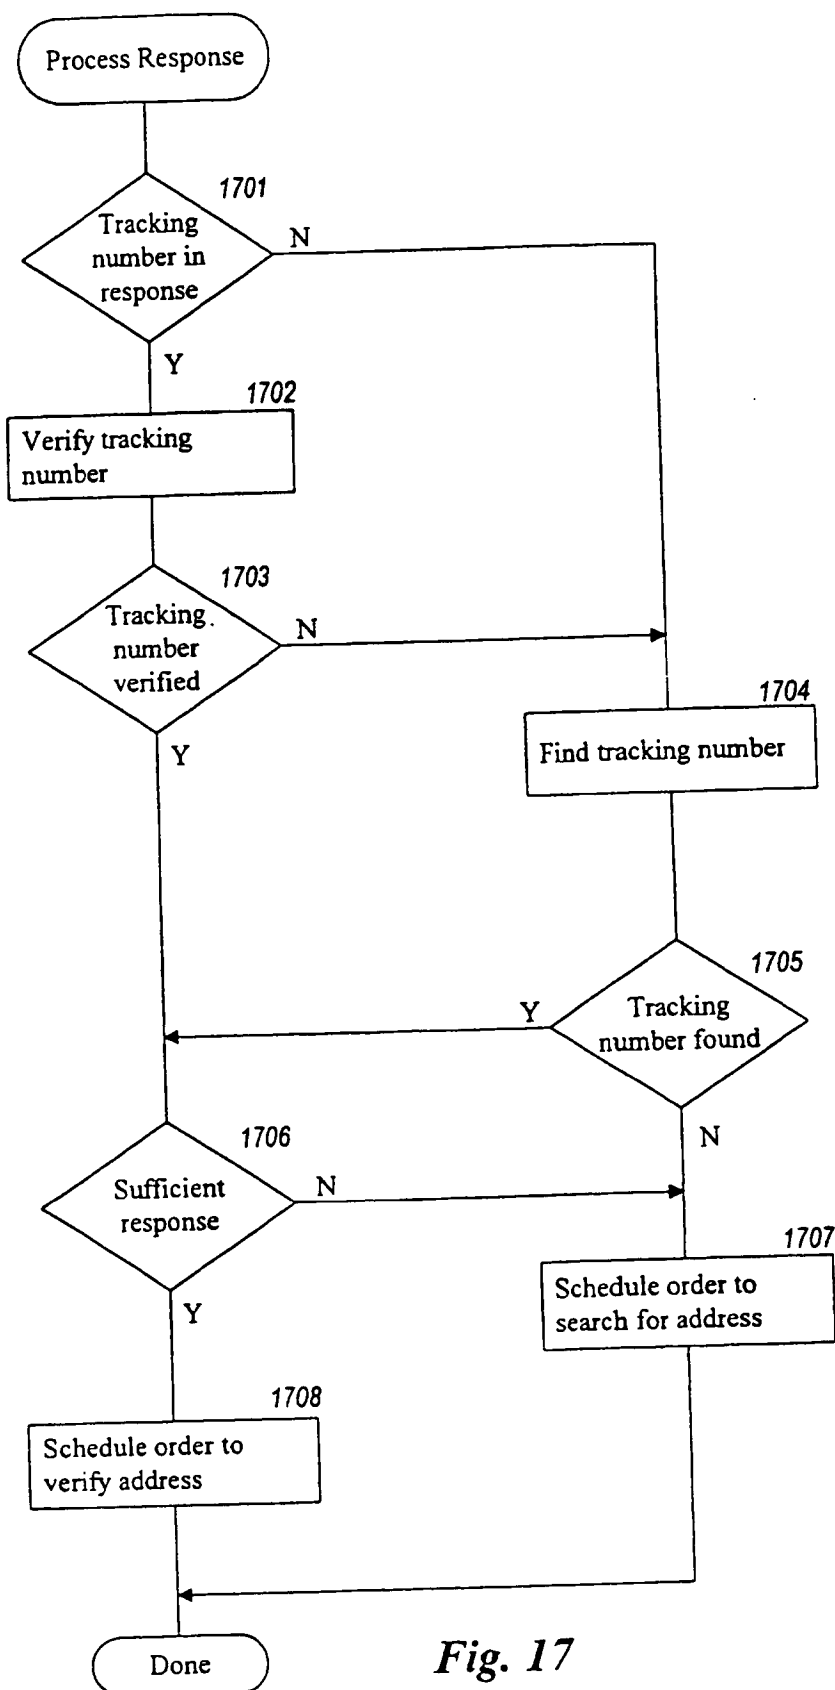 Process Response
1701
Tracking
number in
response
N
Y
1702
Verify tracking
number
1703
Tracking
number
verified
N
Y
1704
Find tracking number
1705
Tracking
number found
Y
N
1706
Sufficient
response
N
Y
1707
Schedule order to
search for address
1708
Schedule order to
verify address
Done
Fig. 17